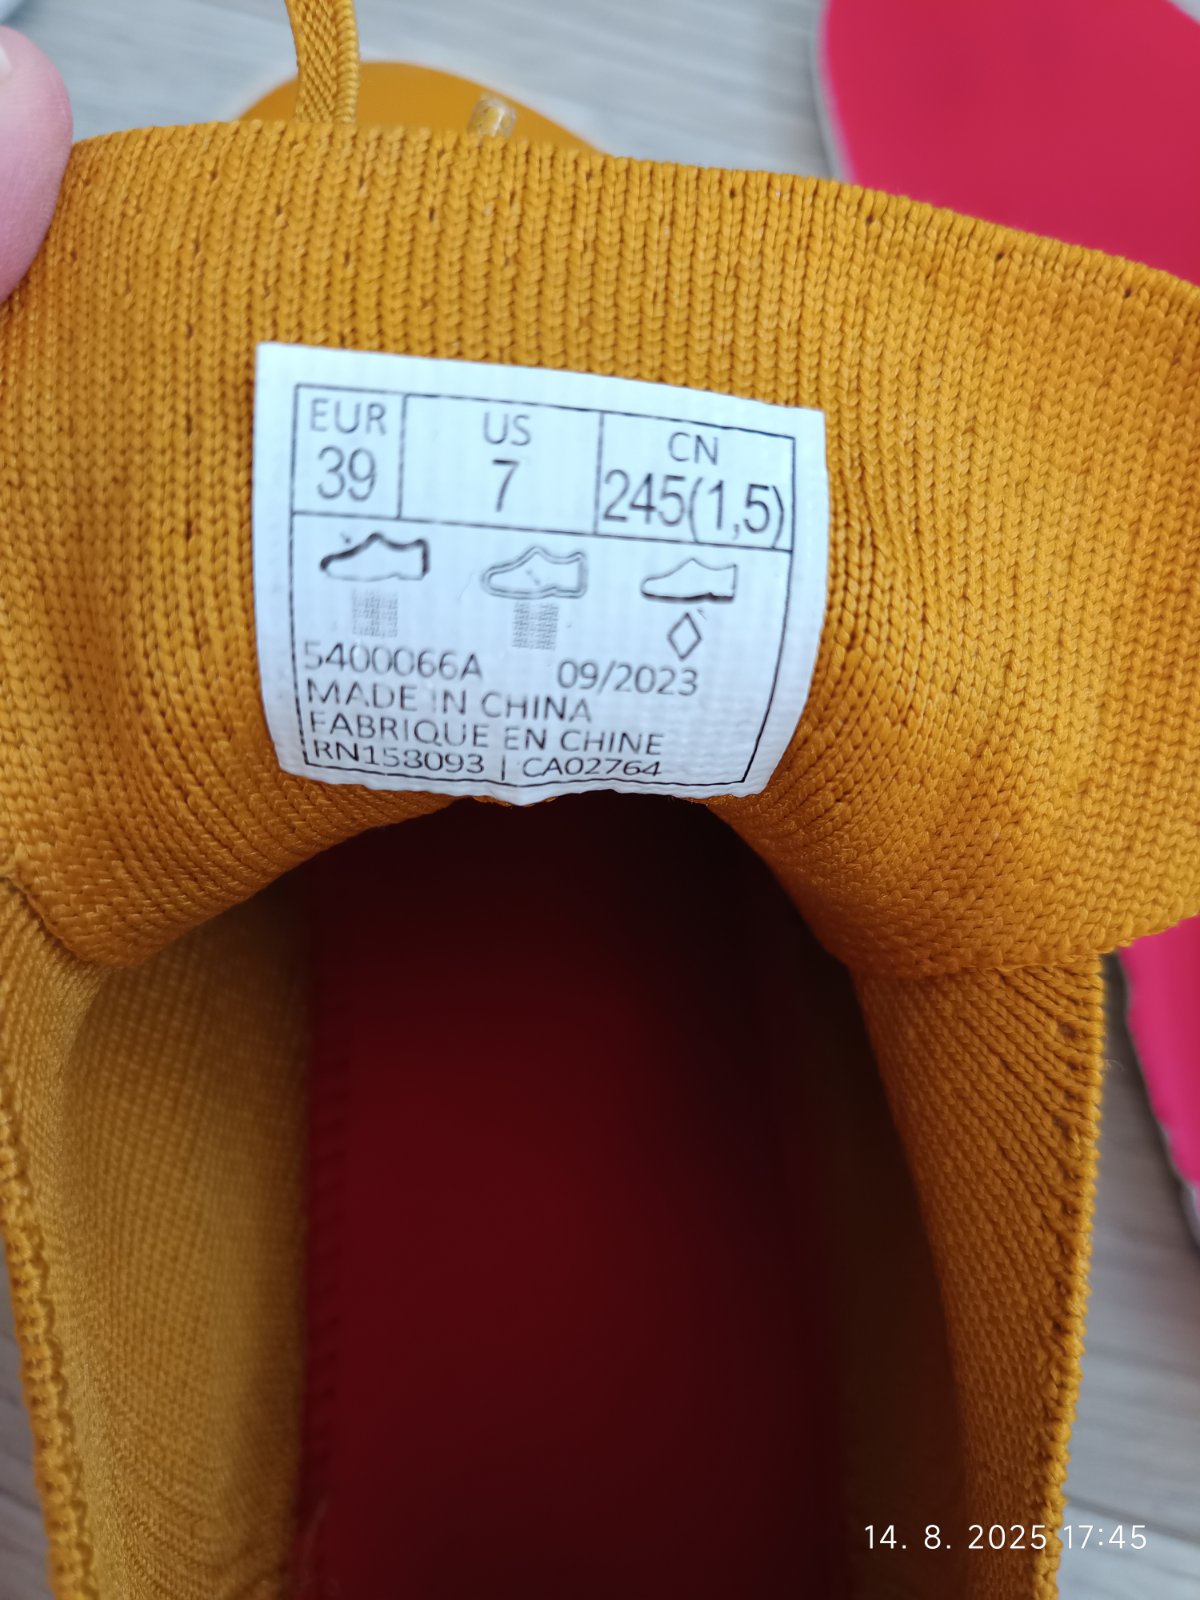 EUR US CN
39 7 245(1,5)
5400066A 09/2023
MADE IN CHINA
FABRIQUE EN CHINE
RN158093 | CA02764
14. 8. 2025 17:45